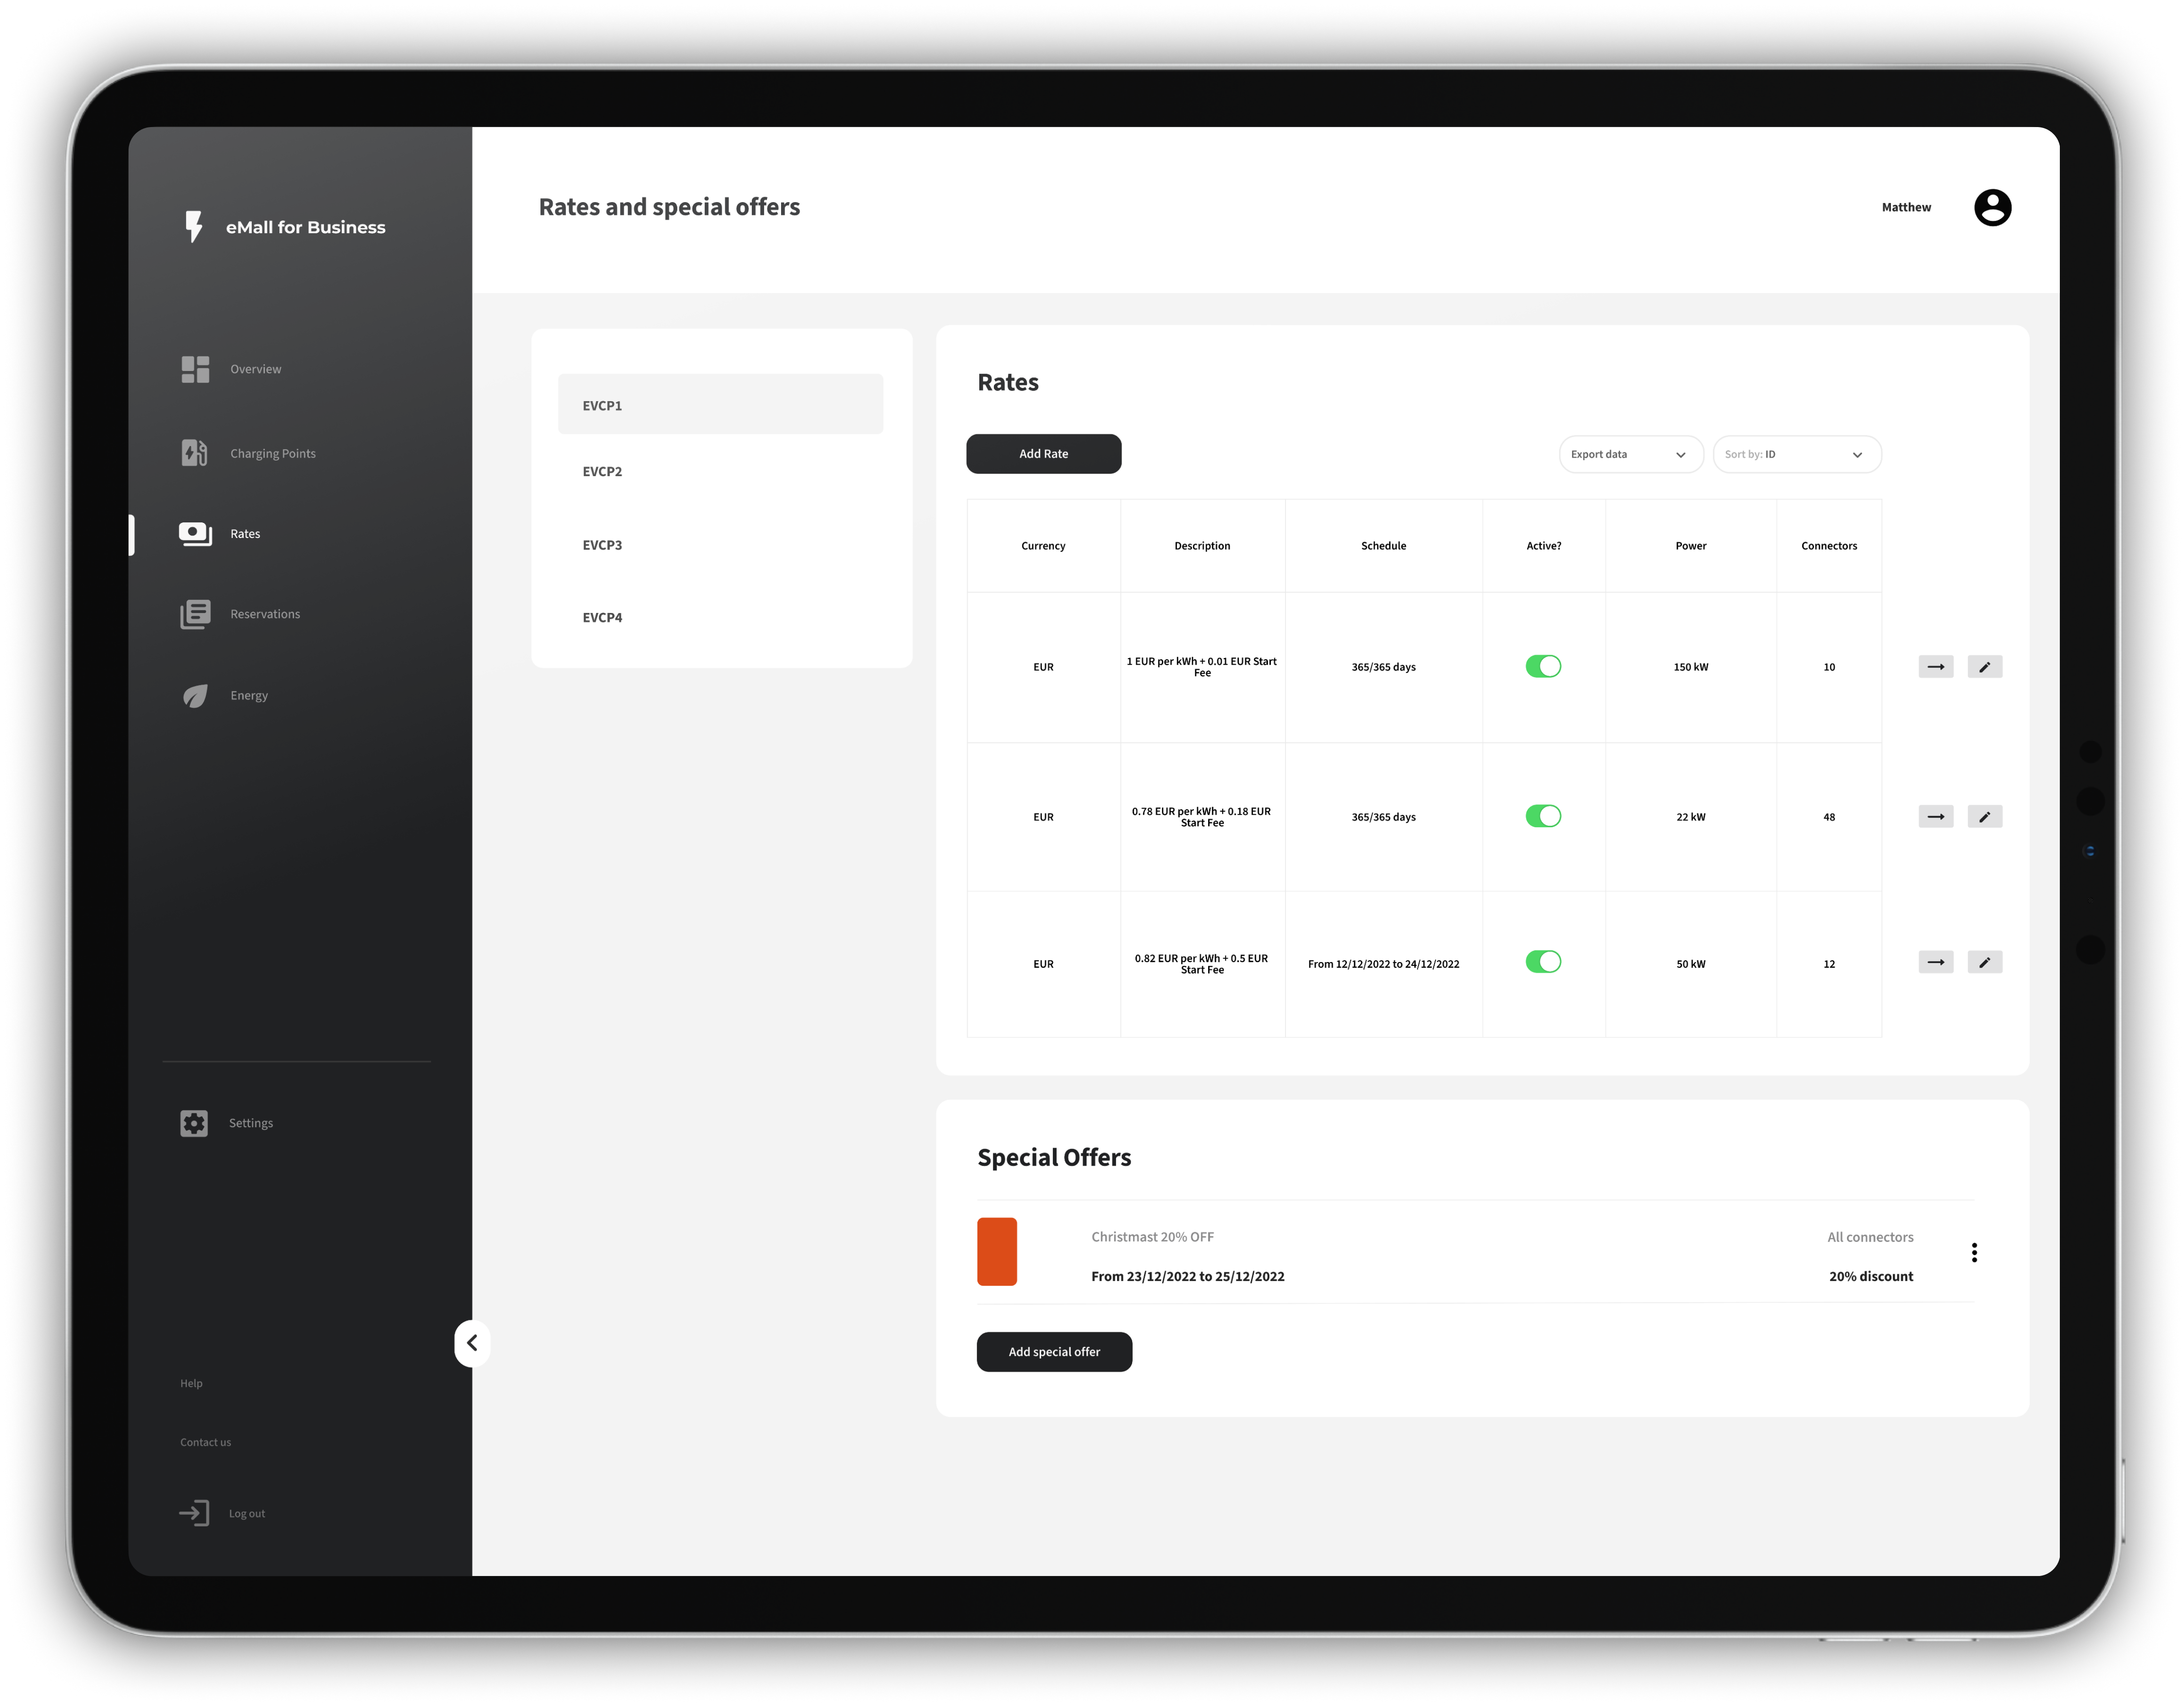 eMall for Business
Overview
Charging Points
Rates
Reservations
Energy
Settings
Help
Contact us
Log out
Rates and special offers
Matthew
EVCP1
EVCP2
EVCP3
EVCP4
Rates
Add Rate
Export data
Sort by: ID
Currency Description Schedule Active? Power Connectors
EUR
1 EUR per kWh + 0.01 EUR Start
Fee
365/365 days
150 kW
10
EUR
0.78 EUR per kWh + 0.18 EUR
Start Fee
365/365 days
22 kW
48
EUR
0.82 EUR per kWh + 0.5 EUR
Start Fee
From 12/12/2022 to 24/12/2022
50 kW
12
Special Offers
Christmast 20% OFF
All connectors
From 23/12/2022 to 25/12/2022
20% discount
Add special offer